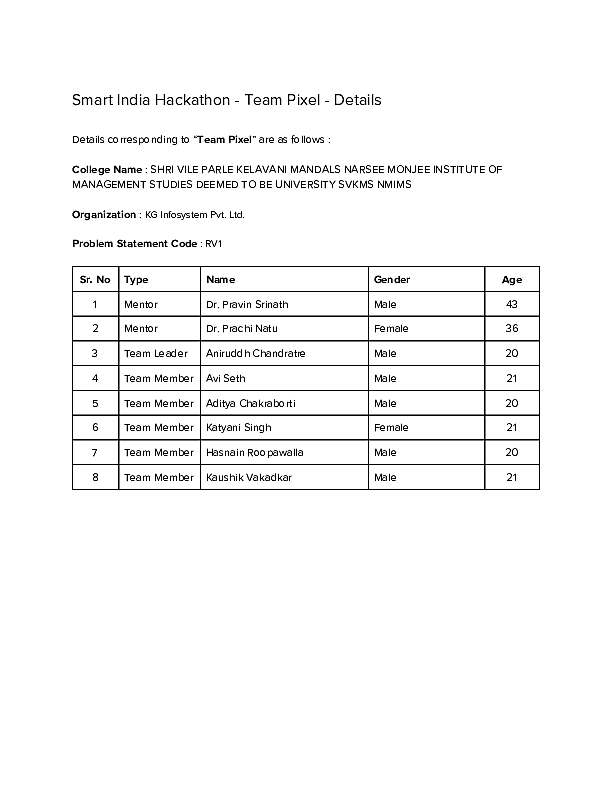 Smart India Hackathon - Team Pixel - Details
Details corresponding to “Team Pixel” are as follows :
College Name : SHRI VILE PARLE KELAVANI MANDALS NARSEE MONJEE INSTITUTE OF
MANAGEMENT STUDIES DEEMED TO BE UNIVERSITY SVKMS NMIMS
Organization : KG Infosystem Pvt. Ltd.
Problem Statement Code : RV1
Sr. No Type Name Gender Age
1 Mentor Dr. Pravin Srinath Male 43
2 Mentor Dr. Prachi Natu Female 36
3 Team Leader Aniruddh Chandratre Male 20
4 Team Member Avi Seth Male 21
5 Team Member Aditya Chakraborti Male 20
6 Team Member Katyani Singh Female 21
7 Team Member Hasnain Roopawalla Male 20
8 Team Member Kaushik Vakadkar Male 21